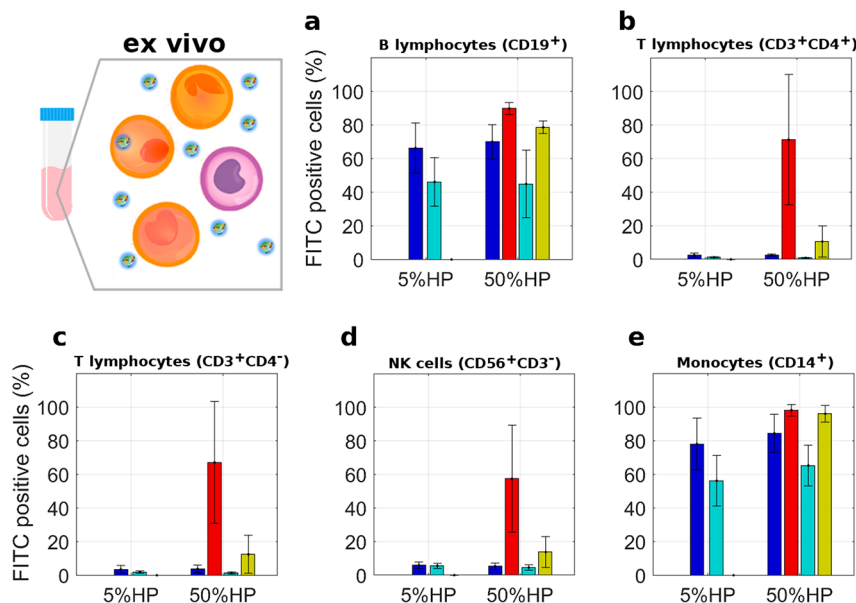 ex vivo
a
B lymphocytes (CD19+)
FITC positive cells (%)
100
80
60
40
20
0
5%HP 50%HP
b
T lymphocytes (CD3+CD4+)
100
80
60
40
20
0
5%HP 50%HP
c
T lymphocytes (CD3+CD4-)
FITC positive cells (%)
100
80
60
40
20
0
5%HP 50%HP
d
NK cells (CD56+CD3-)
100
80
60
40
20
0
5%HP 50%HP
e
Monocytes (CD14+)
100
80
60
40
20
0
5%HP 50%HP